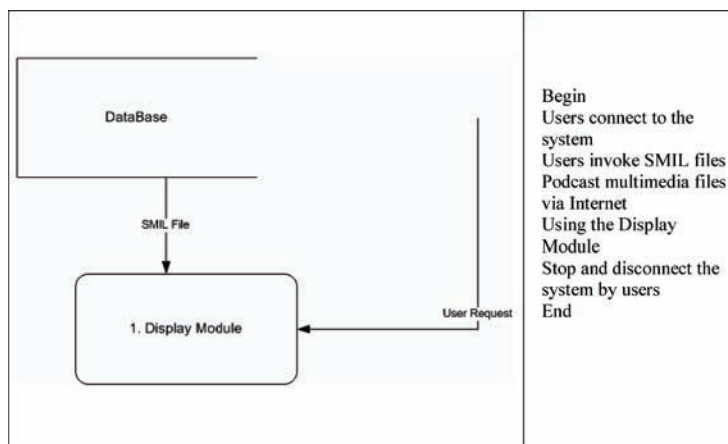 DataBase
SMIL File
1. Display Module
User Request
Begin
Users connect to the
system
Users invoke SMIL files
Podcast multimedia files
via Internet
Using the Display
Module
Stop and disconnect the
system by users
End